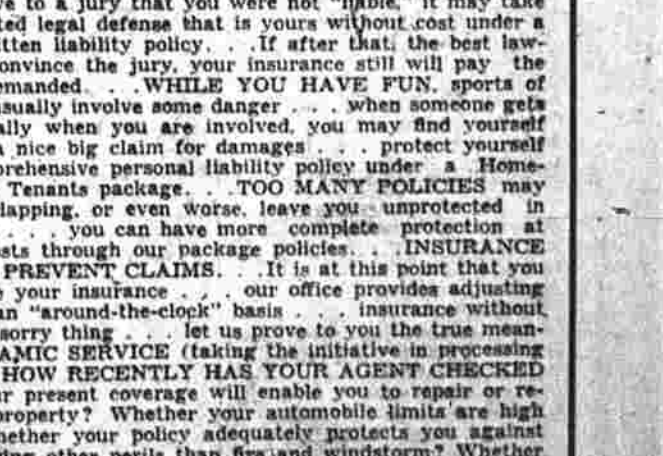 ve to a jury that you were not "liable," it may take
ted legal defense that is yours without cost under a
itten liability policy. . .If after that, the best law-
onvince the jury, your insurance still will pay the
emanded . . .WHILE YOU HAVE FUN, sports of
usually involve some danger . . . when someone gets
ally when you are involved, you may find yourself
a nice big claim for damages . . . protect yourself
prehensive personal liability policy under a Home-
Tenants package. . .TOO MANY POLICIES may
lapping, or even worse, leave you unprotected in
. . . you can have more complete protection at
sts through our package policies. . .INSURANCE
PREVENT CLAIMS. . .It is at this point that you
e your insurance . . . our office provides adjusting
an "around-the-clock" basis . . . insurance without
sorry thing . . . let us prove to you the true mean-
AMIC SERVICE (taking the initiative in processing
HOW RECENTLY HAS YOUR AGENT CHECKED
ur present coverage will enable you to repair or re-
property? Whether your automobile limits are high
hether your policy adequately protects you against
ing other perils than fire and windstorm? Whether